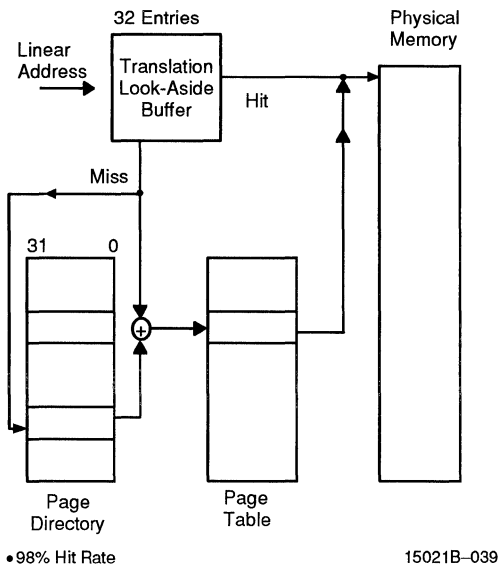 32 Entries
Physical
Memory
Linear
Address
Translation
Look-Aside
Buffer
Hit
Miss
31 0
+
Page
Directory
Page
Table
•98% Hit Rate
15021B–039